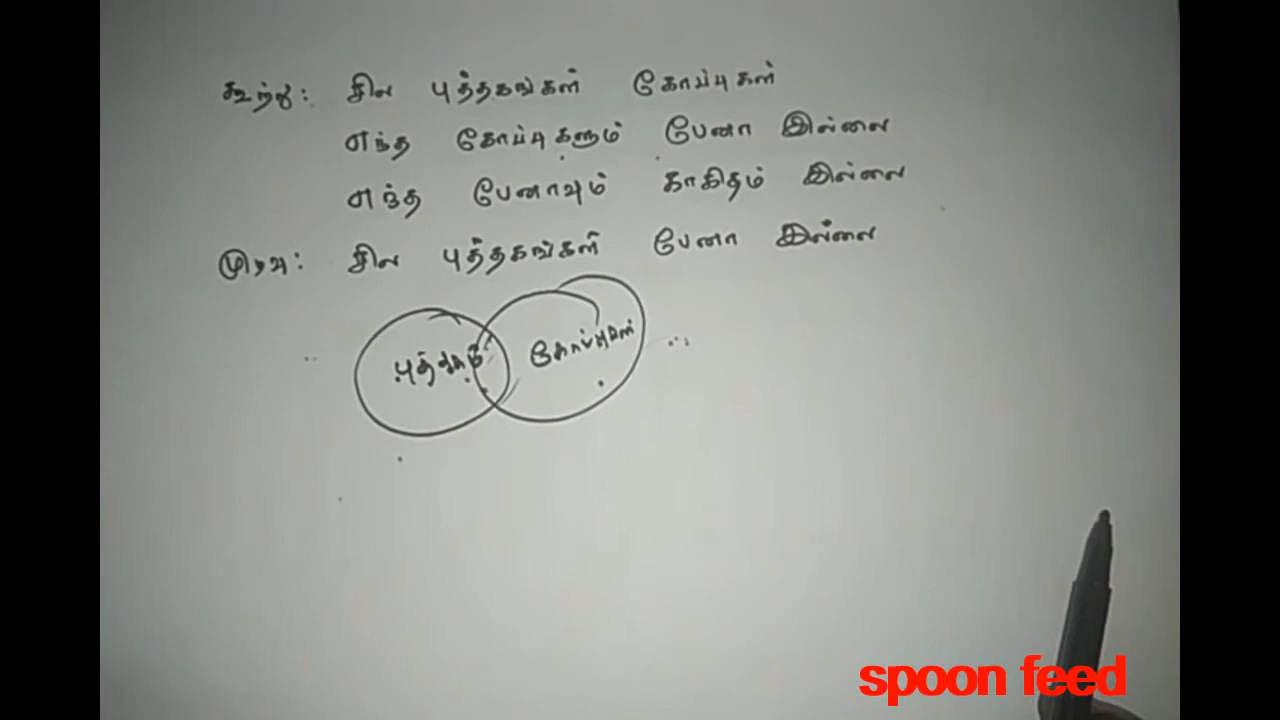 கூற்று: சில புத்தகங்கள் கோப்புகள்
எந்த கோப்புகளும் பேனா இல்லை
எந்த பேனாவும் காகிதம் இல்லை
முடிவு: சில புத்தகங்கள் பேனா இல்லை
புத்தகம் கோப்புகள்
spoon feed